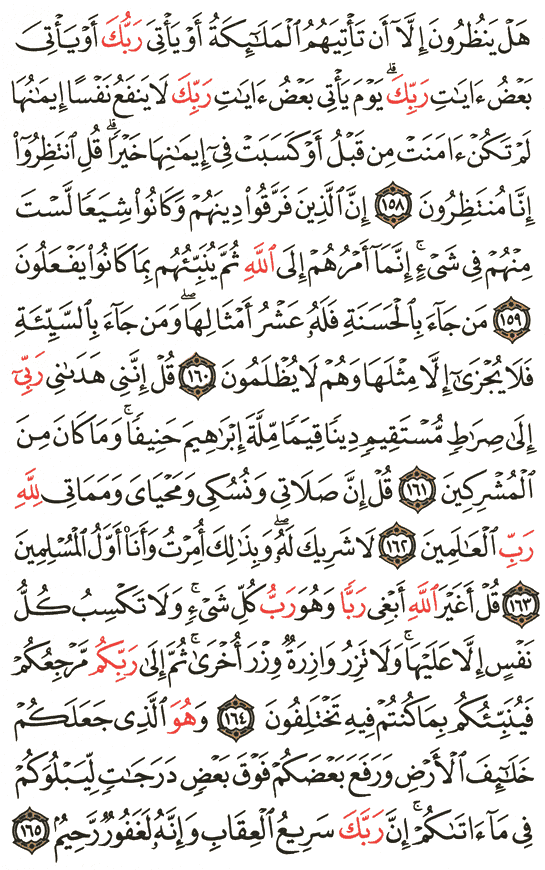 هَلْ يَنظُرُونَ إِلَّآ أَن تَأْتِيَهُمُ ٱلْمَلَـٰٓئِكَةُ أَوْ يَأْتِىَ رَبُّكَ أَوْ يَأْتِىَ
بَعْضُ ءَايَـٰتِ رَبِّكَ ۗ يَوْمَ يَأْتِى بَعْضُ ءَايَـٰتِ رَبِّكَ لَا يَنفَعُ نَفْسًا إِيمَـٰنُهَا
لَمْ تَكُنْ ءَامَنَتْ مِن قَبْلُ أَوْ كَسَبَتْ فِىٓ إِيمَـٰنِهَا خَيْرًا ۗ قُلِ ٱنتَظِرُوٓا۟
إِنَّا مُنتَظِرُونَ ١٥٨ إِنَّ ٱلَّذِينَ فَرَّقُوا۟ دِينَهُمْ وَكَانُوا۟ شِيَعًا لَّسْتَ
مِنْهُمْ فِى شَىْءٍ ۚ إِنَّمَآ أَمْرُهُمْ إِلَى ٱللَّهِ ثُمَّ يُنَبِّئُهُم بِمَا كَانُوا۟ يَفْعَلُونَ
١٥٩ مَن جَآءَ بِٱلْحَسَنَةِ فَلَهُۥ عَشْرُ أَمْثَالِهَا ۖ وَمَن جَآءَ بِٱلسَّيِّئَةِ
فَلَا يُجْزَىٰٓ إِلَّا مِثْلَهَا وَهُمْ لَا يُظْلَمُونَ ١٦٠ قُلْ إِنَّنِى هَدَىٰنِى رَبِّىٓ
إِلَىٰ صِرَٰطٍ مُّسْتَقِيمٍ دِينًا قِيَمًا مِّلَّةَ إِبْرَٰهِيمَ حَنِيفًا ۚ وَمَا كَانَ مِنَ
ٱلْمُشْرِكِينَ ١٦١ قُلْ إِنَّ صَلَاتِى وَنُسُكِى وَمَحْيَاىَ وَمَمَاتِى لِلَّهِ
رَبِّ ٱلْعَـٰلَمِينَ ١٦٢ لَا شَرِيكَ لَهُۥ ۖ وَبِذَٰلِكَ أُمِرْتُ وَأَنَا۠ أَوَّلُ ٱلْمُسْلِمِينَ
١٦٣ قُلْ أَغَيْرَ ٱللَّهِ أَبْغِى رَبًّا وَهُوَ رَبُّ كُلِّ شَىْءٍ ۚ وَلَا تَكْسِبُ كُلُّ
نَفْسٍ إِلَّا عَلَيْهَا ۚ وَلَا تَزِرُ وَازِرَةٌ وِزْرَ أُخْرَىٰ ۚ ثُمَّ إِلَىٰ رَبِّكُم مَّرْجِعُكُمْ
فَيُنَبِّئُكُم بِمَا كُنتُمْ فِيهِ تَخْتَلِفُونَ ١٦٤ وَهُوَ ٱلَّذِى جَعَلَكُمْ
خَلَـٰٓئِفَ ٱلْأَرْضِ وَرَفَعَ بَعْضَكُمْ فَوْقَ بَعْضٍ دَرَجَـٰتٍ لِّيَبْلُوَكُمْ
فِى مَآ ءَاتَىٰكُمْ ۗ إِنَّ رَبَّكَ سَرِيعُ ٱلْعِقَابِ وَإِنَّهُۥ لَغَفُورٌ رَّحِيمٌۢ ١٦٥